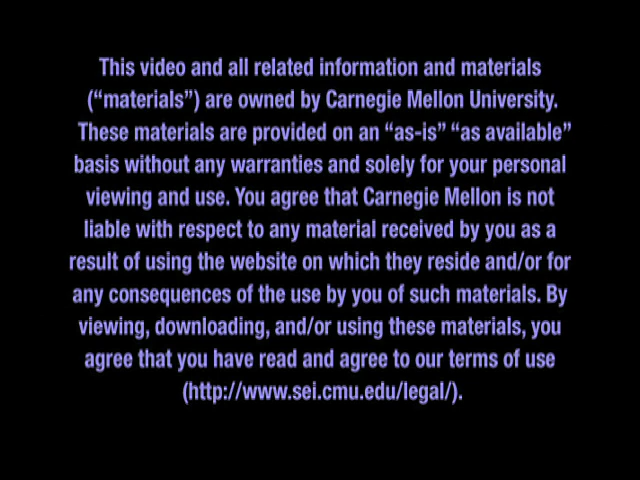 This video and all related information and materials
(“materials”) are owned by Carnegie Mellon University.
These materials are provided on an “as-is” “as available”
basis without any warranties and solely for your personal
viewing and use. You agree that Carnegie Mellon is not
liable with respect to any material received by you as a
result of using the website on which they reside and/or for
any consequences of the use by you of such materials. By
viewing, downloading, and/or using these materials, you
agree that you have read and agree to our terms of use
(http://www.sei.cmu.edu/legal/).